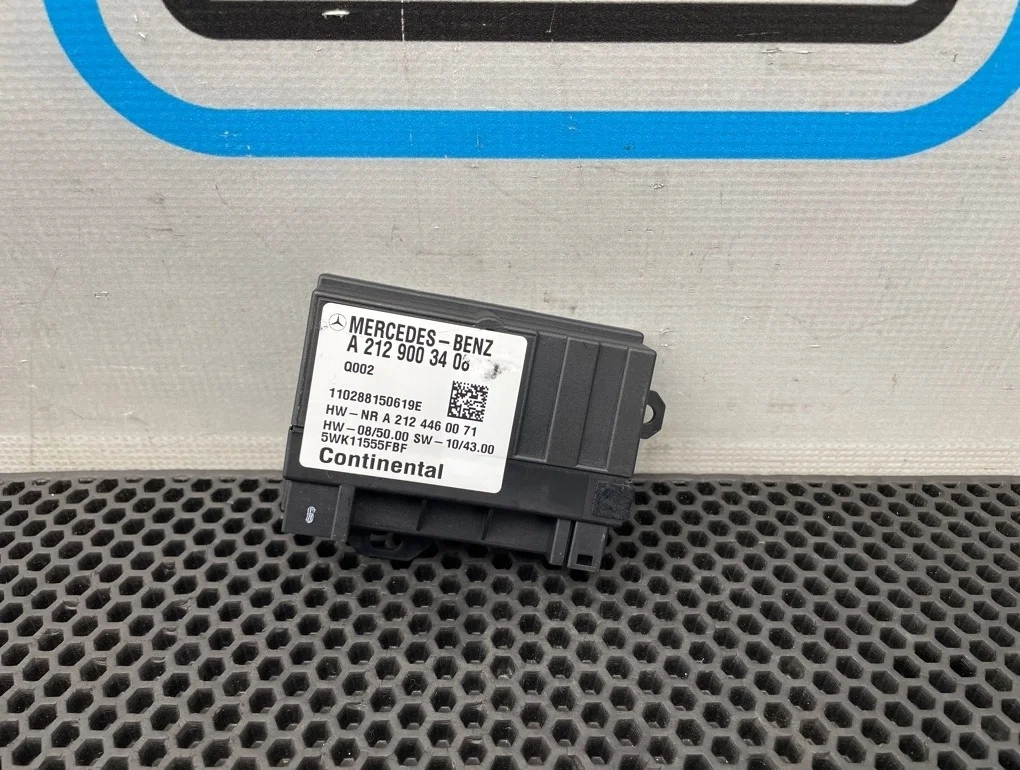 MERCEDES-BENZ
A 212 900 34 08
Q002
110288150619E
HW-NR A 212 446 00 71
HW-08/50.00 SW-10/43.00
5WK11555FBF
Continental